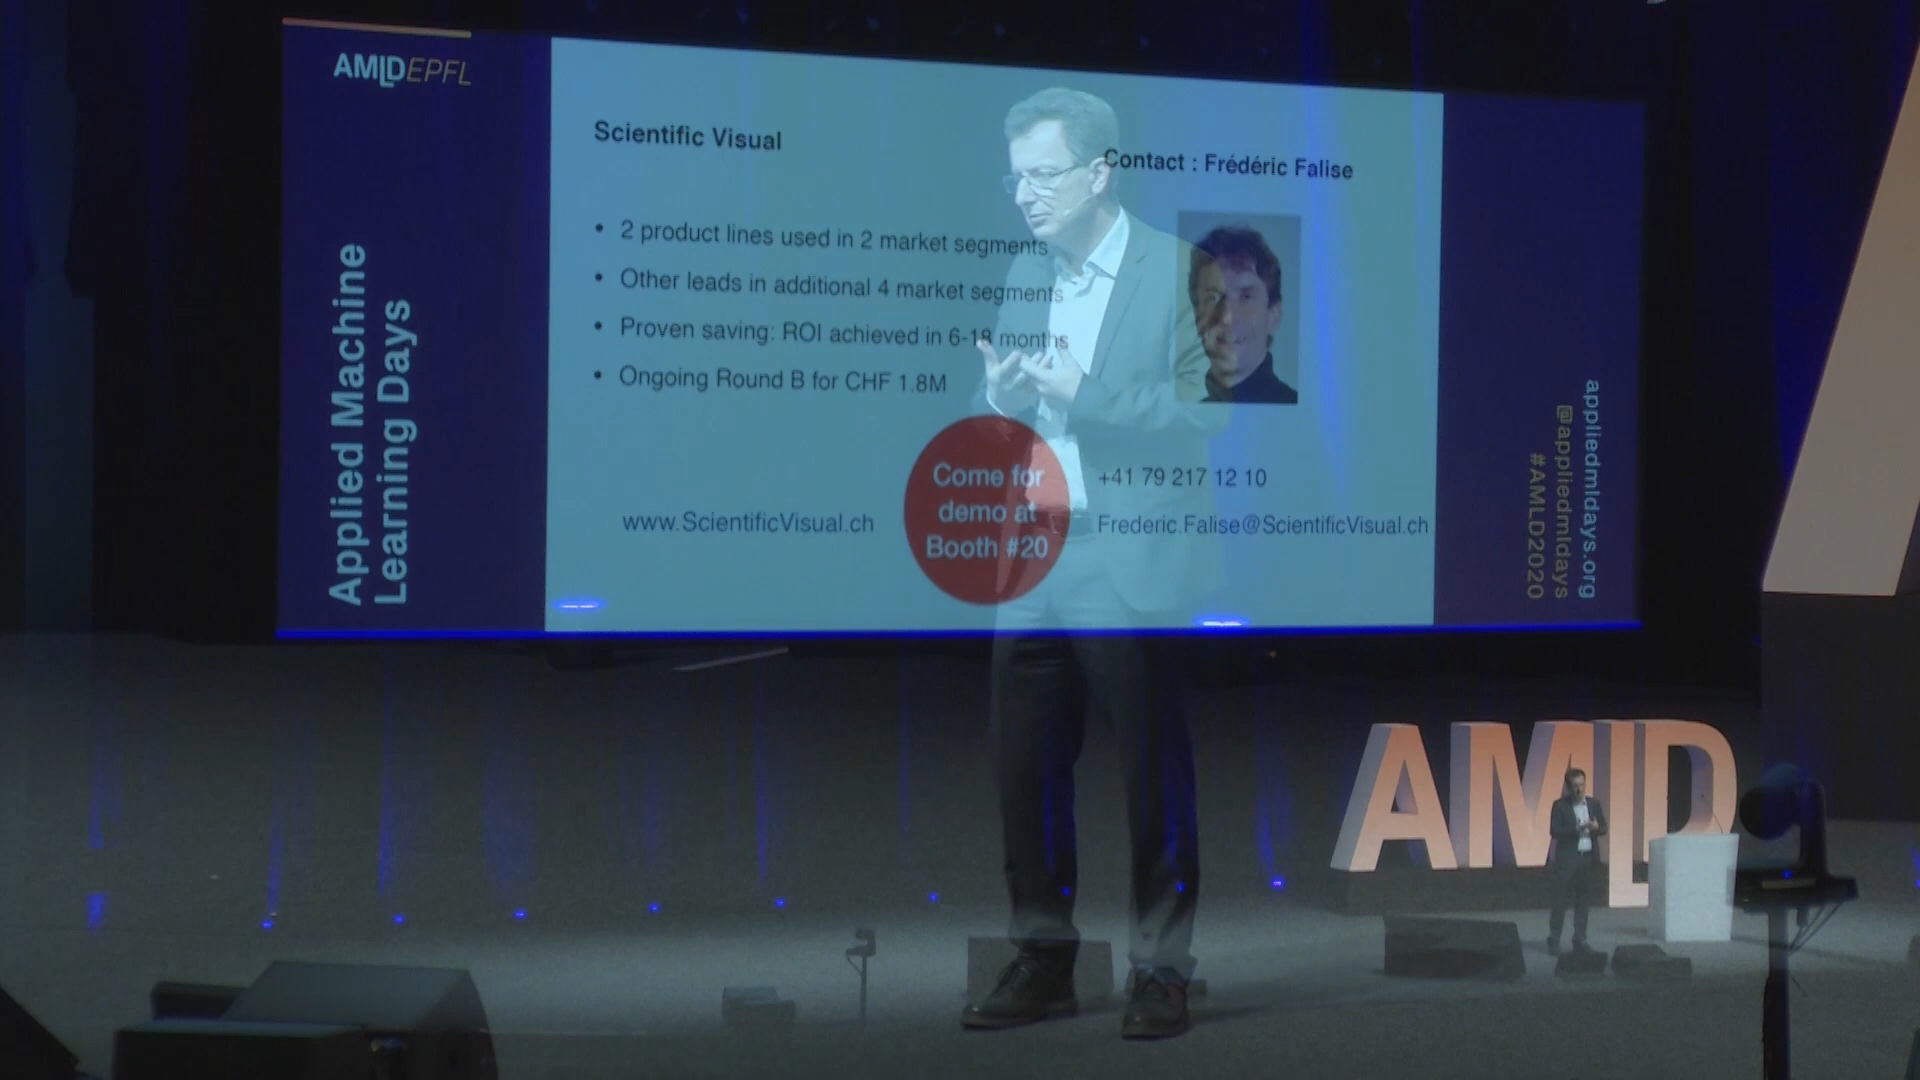 AMLDEPFL
Applied Machine
Learning Days
Scientific Visual
• 2 product lines used in 2 market segments
• Other leads in additional 4 market segments
• Proven saving: ROI achieved in 6-18 months
• Ongoing Round B for CHF 1.8M
www.ScientificVisual.ch
Come for
demo at
Booth #20
Contact : Frédéric Falise
+41 79 217 12 10
Frederic.Falise@ScientificVisual.ch
appliedmldays.org
@appliedmldays
#AMLD2020
AMLD